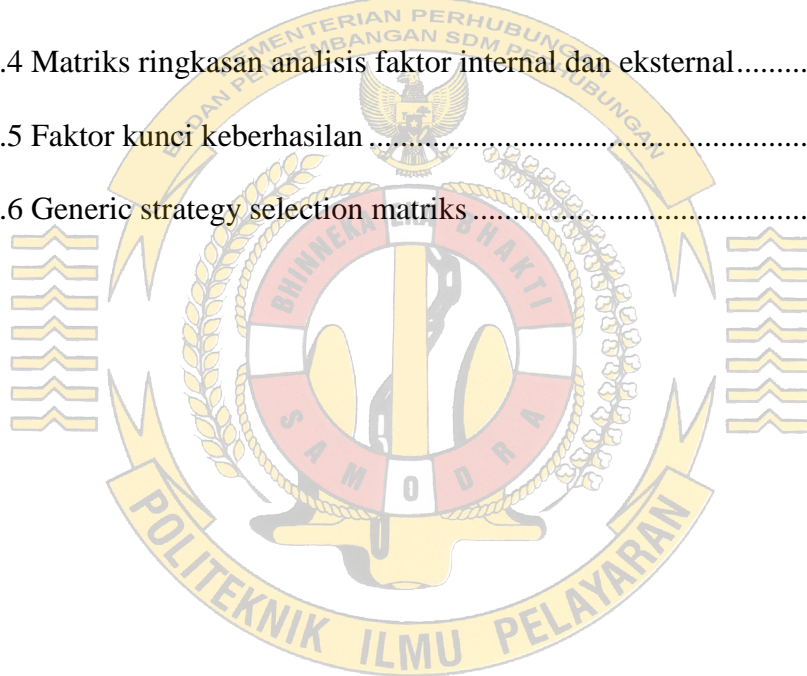 .4 Matriks ringkasan analisis faktor internal dan eksternal.........
.5 Faktor kunci keberhasilan ......................................................
.6 Generic strategy selection matriks .........................................
BADAN PENGEMBANGAN SDM PERHUBUNGAN
KEMENTERIAN PERHUBUNGAN
BHINNEKA ERA BHAKTI
SAMODRA
POLITEKNIK ILMU PELAYARAN